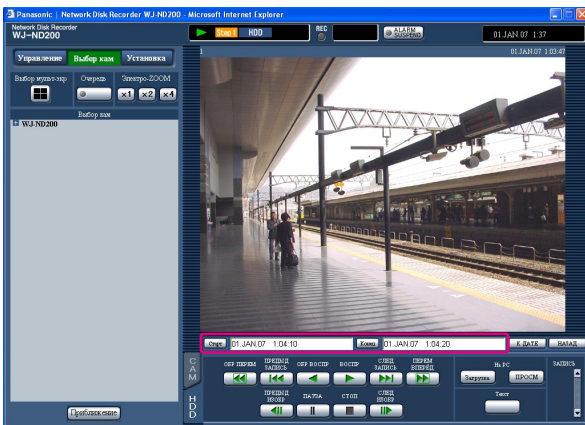 Panasonic | Network Disk Recorder WJ-ND200 - Microsoft Internet Explorer
Network Disk Recorder
WJ-ND200
Step 1 HDD
REC
ALARM SUSPEND
01.JAN.07 1:37
Управление Выбор кам Установка
1
01.JAN.07 1:03:47
Выбор мульт-экр Очередь Электро-ZOOM
x1 x2 x4
Выбор кам
WJ-ND200
Приближение
Старт 01.JAN.07 1:04:10 Конец 01.JAN.07 1:04:20 К ДАТЕ НАЗАД
CAM
HDD
ОБР ПЕРЕМ
ПРЕДЫД ЗАПИСЬ
ОБР ВОСПР
ВОСПР
СЛЕД ЗАПИСЬ
ПЕРЕМ ВПЕРЁД
ПРЕДЫД ИЗОБР
ПАУЗА
СТОП
СЛЕД ИЗОБР
На PC
Загрузка ПРОСМ
Текст
ЗАПИСЬ